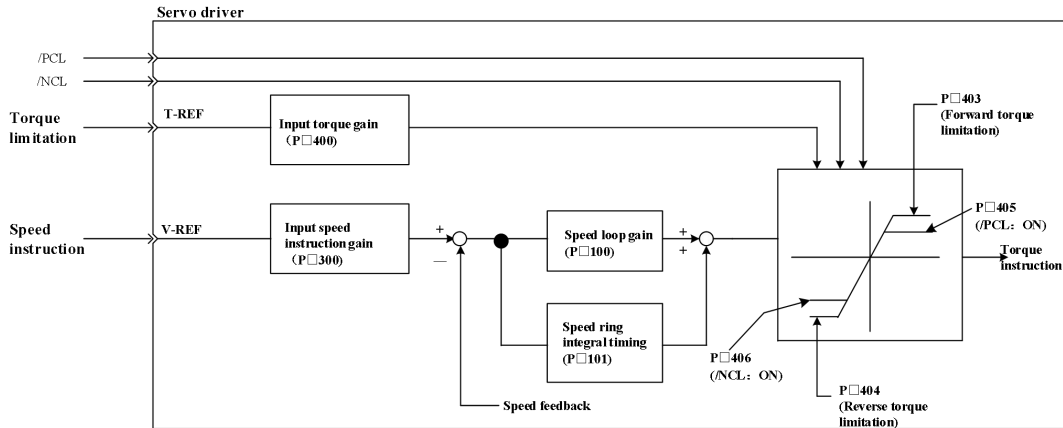 Servo driver
/PCL
/NCL
Torque
limitation
T-REF
Input torque gain
（P□400）
P□403
(Forward torque
limitation)
P□405
(/PCL：ON)
Speed
instruction
V-REF
Input speed
instruction gain
（P□300）
+
—
Speed loop gain
(P□100)
+
+
Torque
instruction
Speed ring
integral timing
(P□101)
P□406
(/NCL：ON)
P□404
(Reverse torque
limitation)
Speed feedback